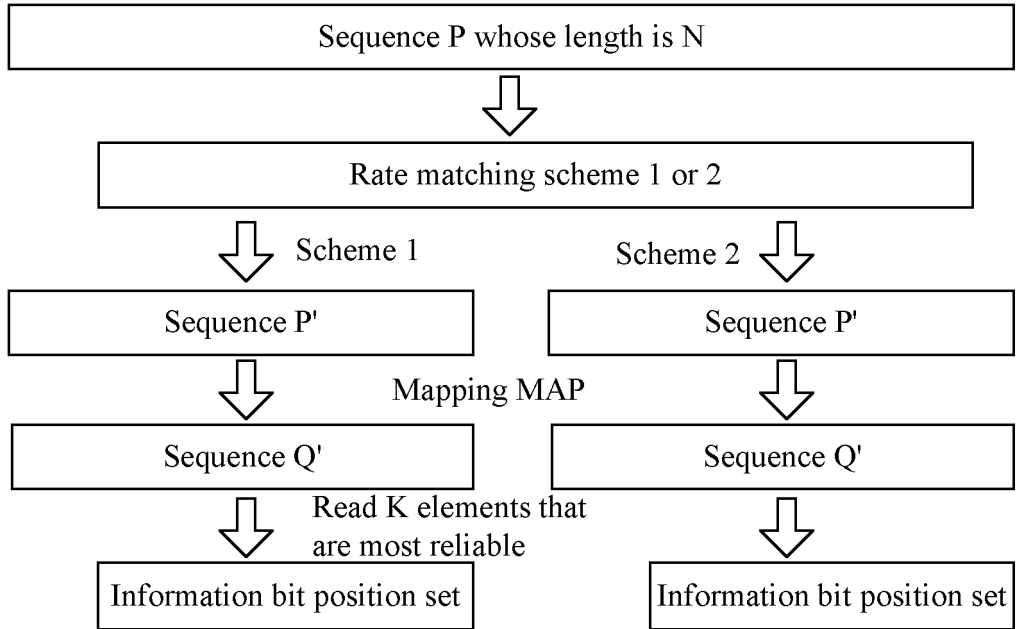 Sequence P whose length is N
Rate matching scheme 1 or 2
Scheme 1
Scheme 2
Sequence P'
Sequence P'
Mapping MAP
Sequence Q'
Sequence Q'
Read K elements that
are most reliable
Information bit position set
Information bit position set